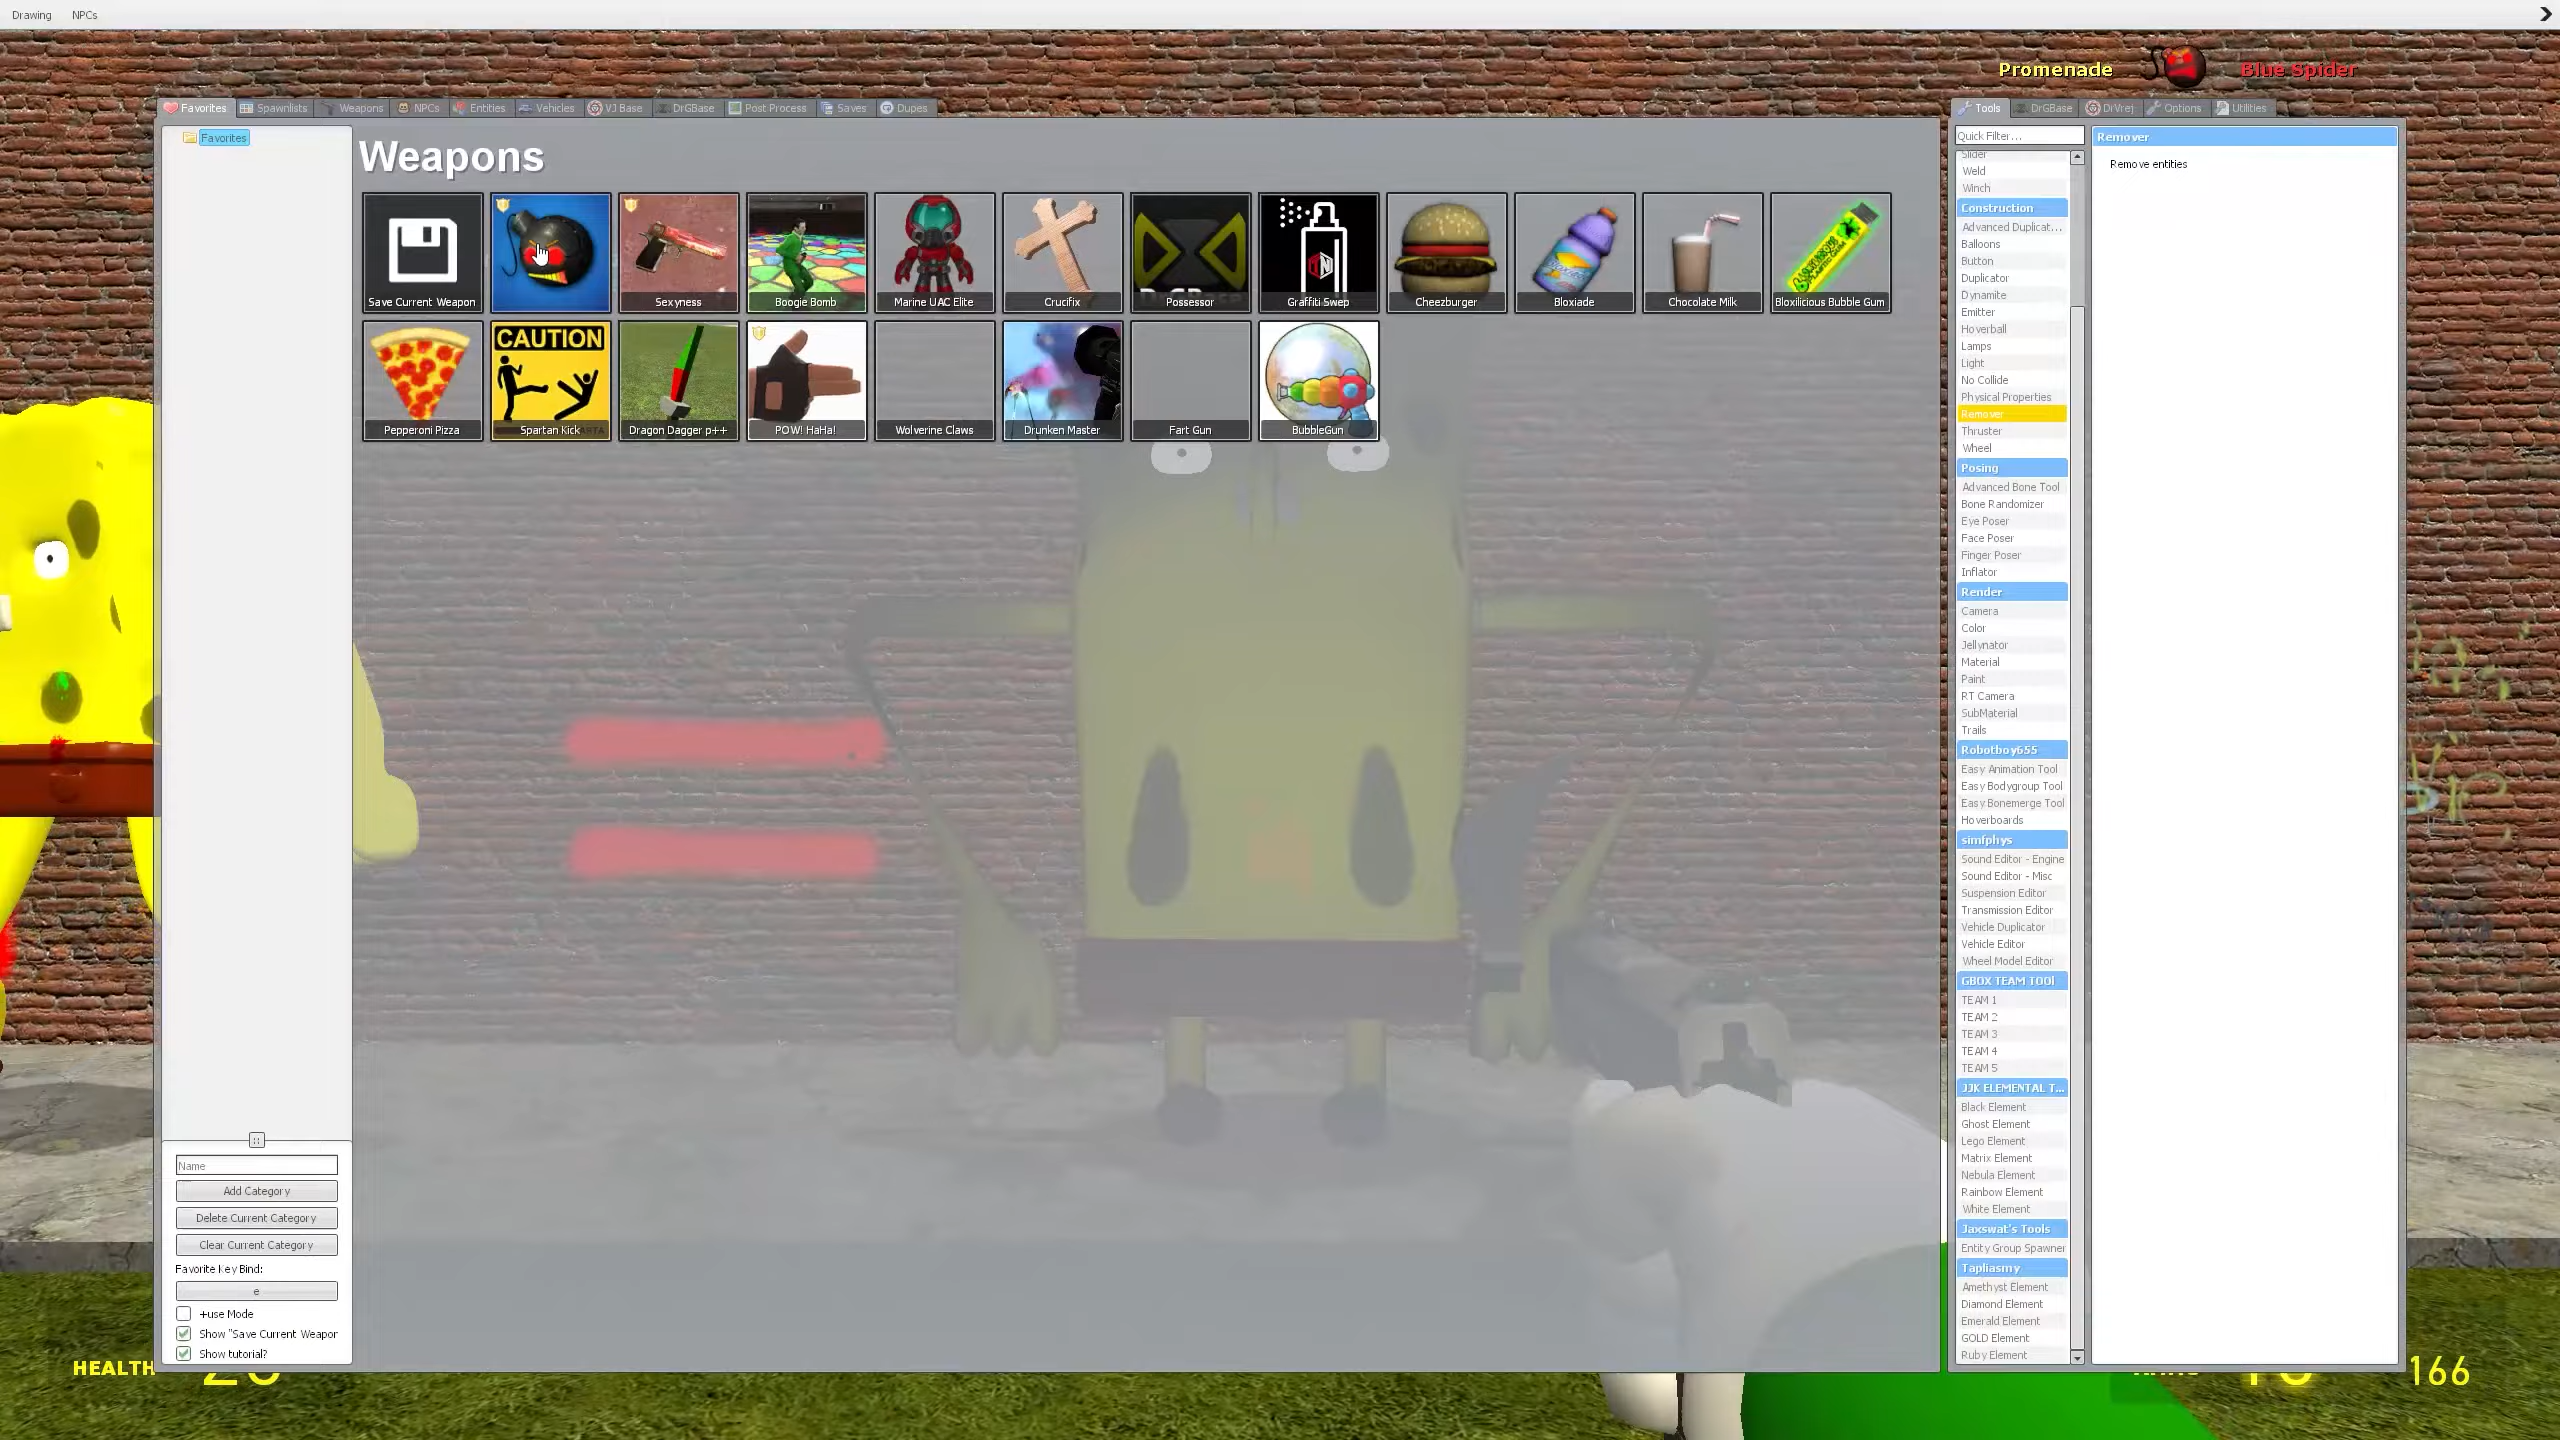 Drawing NPCs
Promenade Blue Spider
Favorites Spawnlists Weapons NPCs Entities Vehicles VJ Base DrGBase Post Process Saves Dupes
Favorites
Weapons
Save Current Weapon
Sexyness
Boogie Bomb
Marine UAC Elite
Crucifix
Possessor
Graffiti Swep
Cheezburger
Bloxiade
Chocolate Milk
Bloxilicious Bubble Gum
CAUTION
Pepperoni Pizza
Spartan Kick
Dragon Dagger p++
POW! HaHa!
Wolverine Claws
Drunken Master
Fart Gun
BubbleGun
Name
Add Category
Delete Current Category
Clear Current Category
Favorite Key Bind:
e
+use Mode
Show "Save Current Weapor
Show tutorial?
HEALTH
166
Tools DrGBase DrVrej Options Utilities
Quick Filter...
Slider
Weld
Winch
Construction
Advanced Duplicat...
Balloons
Button
Duplicator
Dynamite
Emitter
Hoverball
Lamps
Light
No Collide
Physical Properties
Remover
Thruster
Wheel
Posing
Advanced Bone Tool
Bone Randomizer
Eye Poser
Face Poser
Finger Poser
Inflator
Render
Camera
Color
Jellynator
Material
Paint
RT Camera
SubMaterial
Trails
Robotboy655
Easy Animation Tool
Easy Bodygroup Tool
Easy Bonemerge Tool
Hoverboards
simfphys
Sound Editor - Engine
Sound Editor - Misc
Suspension Editor
Transmission Editor
Vehicle Duplicator
Vehicle Editor
Wheel Model Editor
GBOX TEAM TOOl
TEAM 1
TEAM 2
TEAM 3
TEAM 4
TEAM 5
JJK ELEMENTAL T...
Black Element
Ghost Element
Lego Element
Matrix Element
Nebula Element
Rainbow Element
White Element
Jaxswat's Tools
Entity Group Spawner
Tapliasmy
Amethyst Element
Diamond Element
Emerald Element
GOLD Element
Ruby Element
Remover
Remove entities